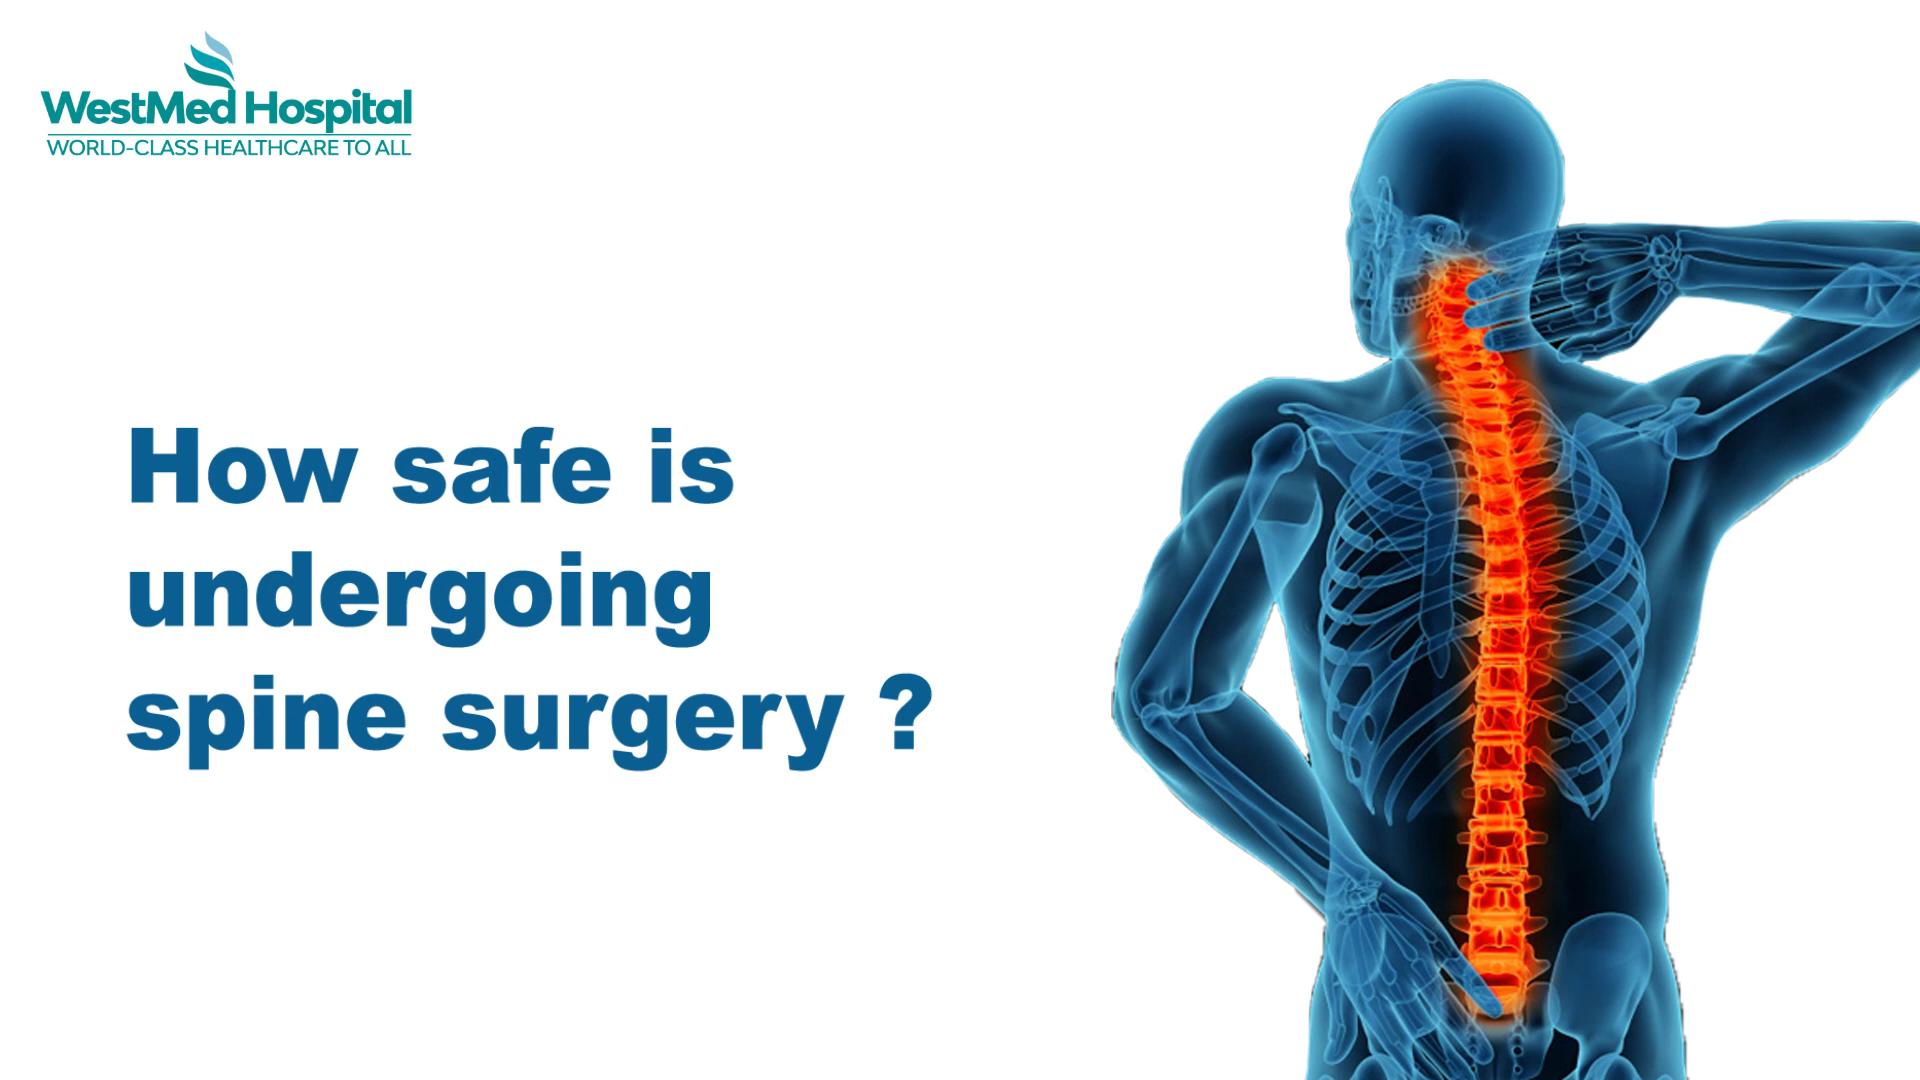 WestMed Hospital
WORLD-CLASS HEALTHCARE TO ALL
How safe is
undergoing
spine surgery ?